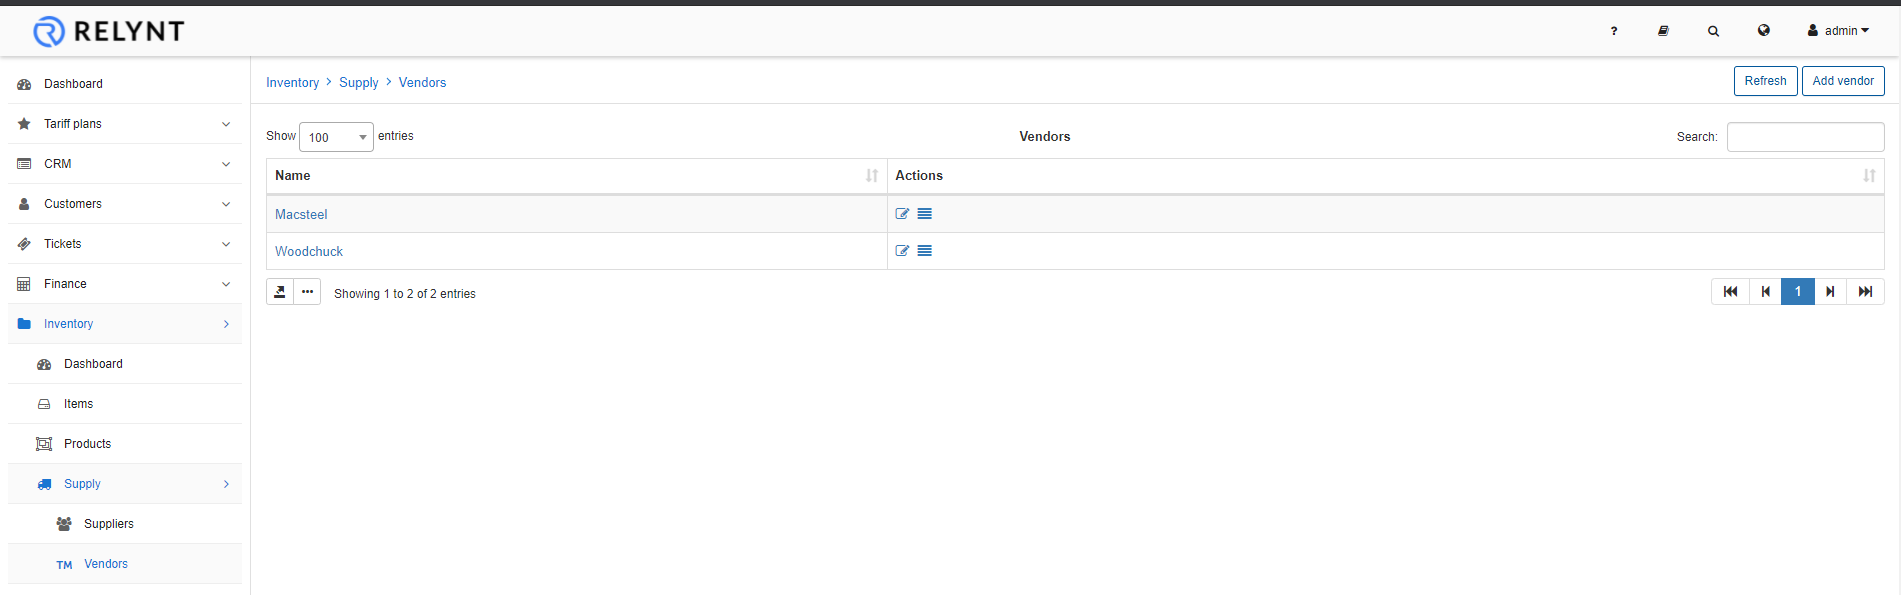 RELYNT
? admin
Dashboard
Tariff plans
CRM
Customers
Tickets
Finance
Inventory
Dashboard
Items
Products
Supply
Suppliers
TM Vendors
Inventory > Supply > Vendors
Refresh Add vendor
Show 100 entries
Vendors
Search:
Name Actions
Macsteel
Woodchuck
Showing 1 to 2 of 2 entries
1